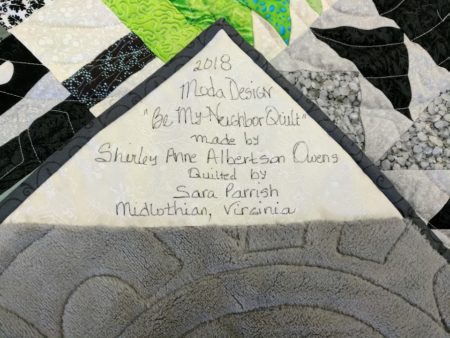 2018
Moda Design
"Be My Neighbor Quilt"
made by
Shirley Anne Albertson Owens
Quilted by
Sara Parrish
Midlothian, Virginia